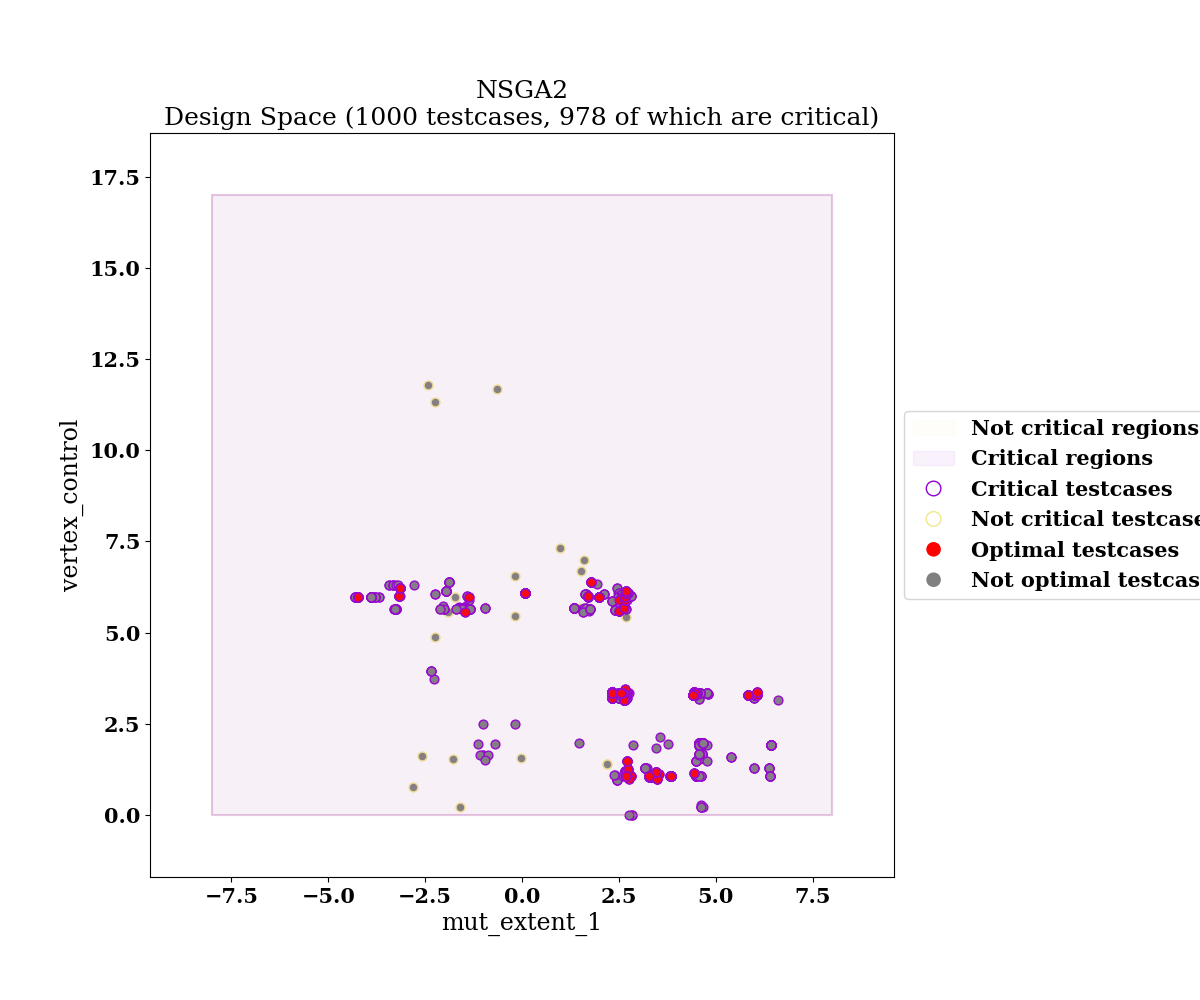 NSGA2
Design Space (1000 testcases, 978 of which are critical)
17.5
15.0
12.5
10.0
7.5
5.0
2.5
0.0
vertex_control
−7.5
−5.0
−2.5
0.0
2.5
5.0
7.5
mut_extent_1
Not critical regions
Critical regions
Critical testcases
Not critical testcase
Optimal testcases
Not optimal testcas